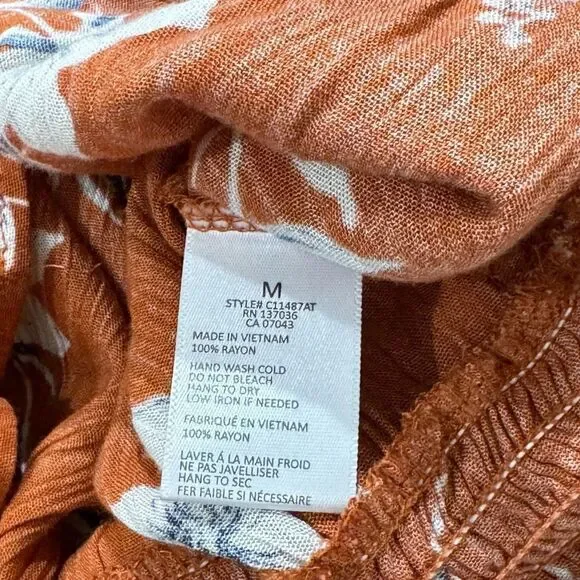 M
STYLE# C11487AT
RN 137036
CA 07043
MADE IN VIETNAM
100% RAYON
HAND WASH COLD
DO NOT BLEACH
HANG TO DRY
LOW IRON IF NEEDED
FABRIQUÉ EN VIETNAM
100% RAYON
LAVER Á LA MAIN FROID
NE PAS JAVELLISER
HANG TO SEC
FER FAIBLE SI NÉCESSAIRE